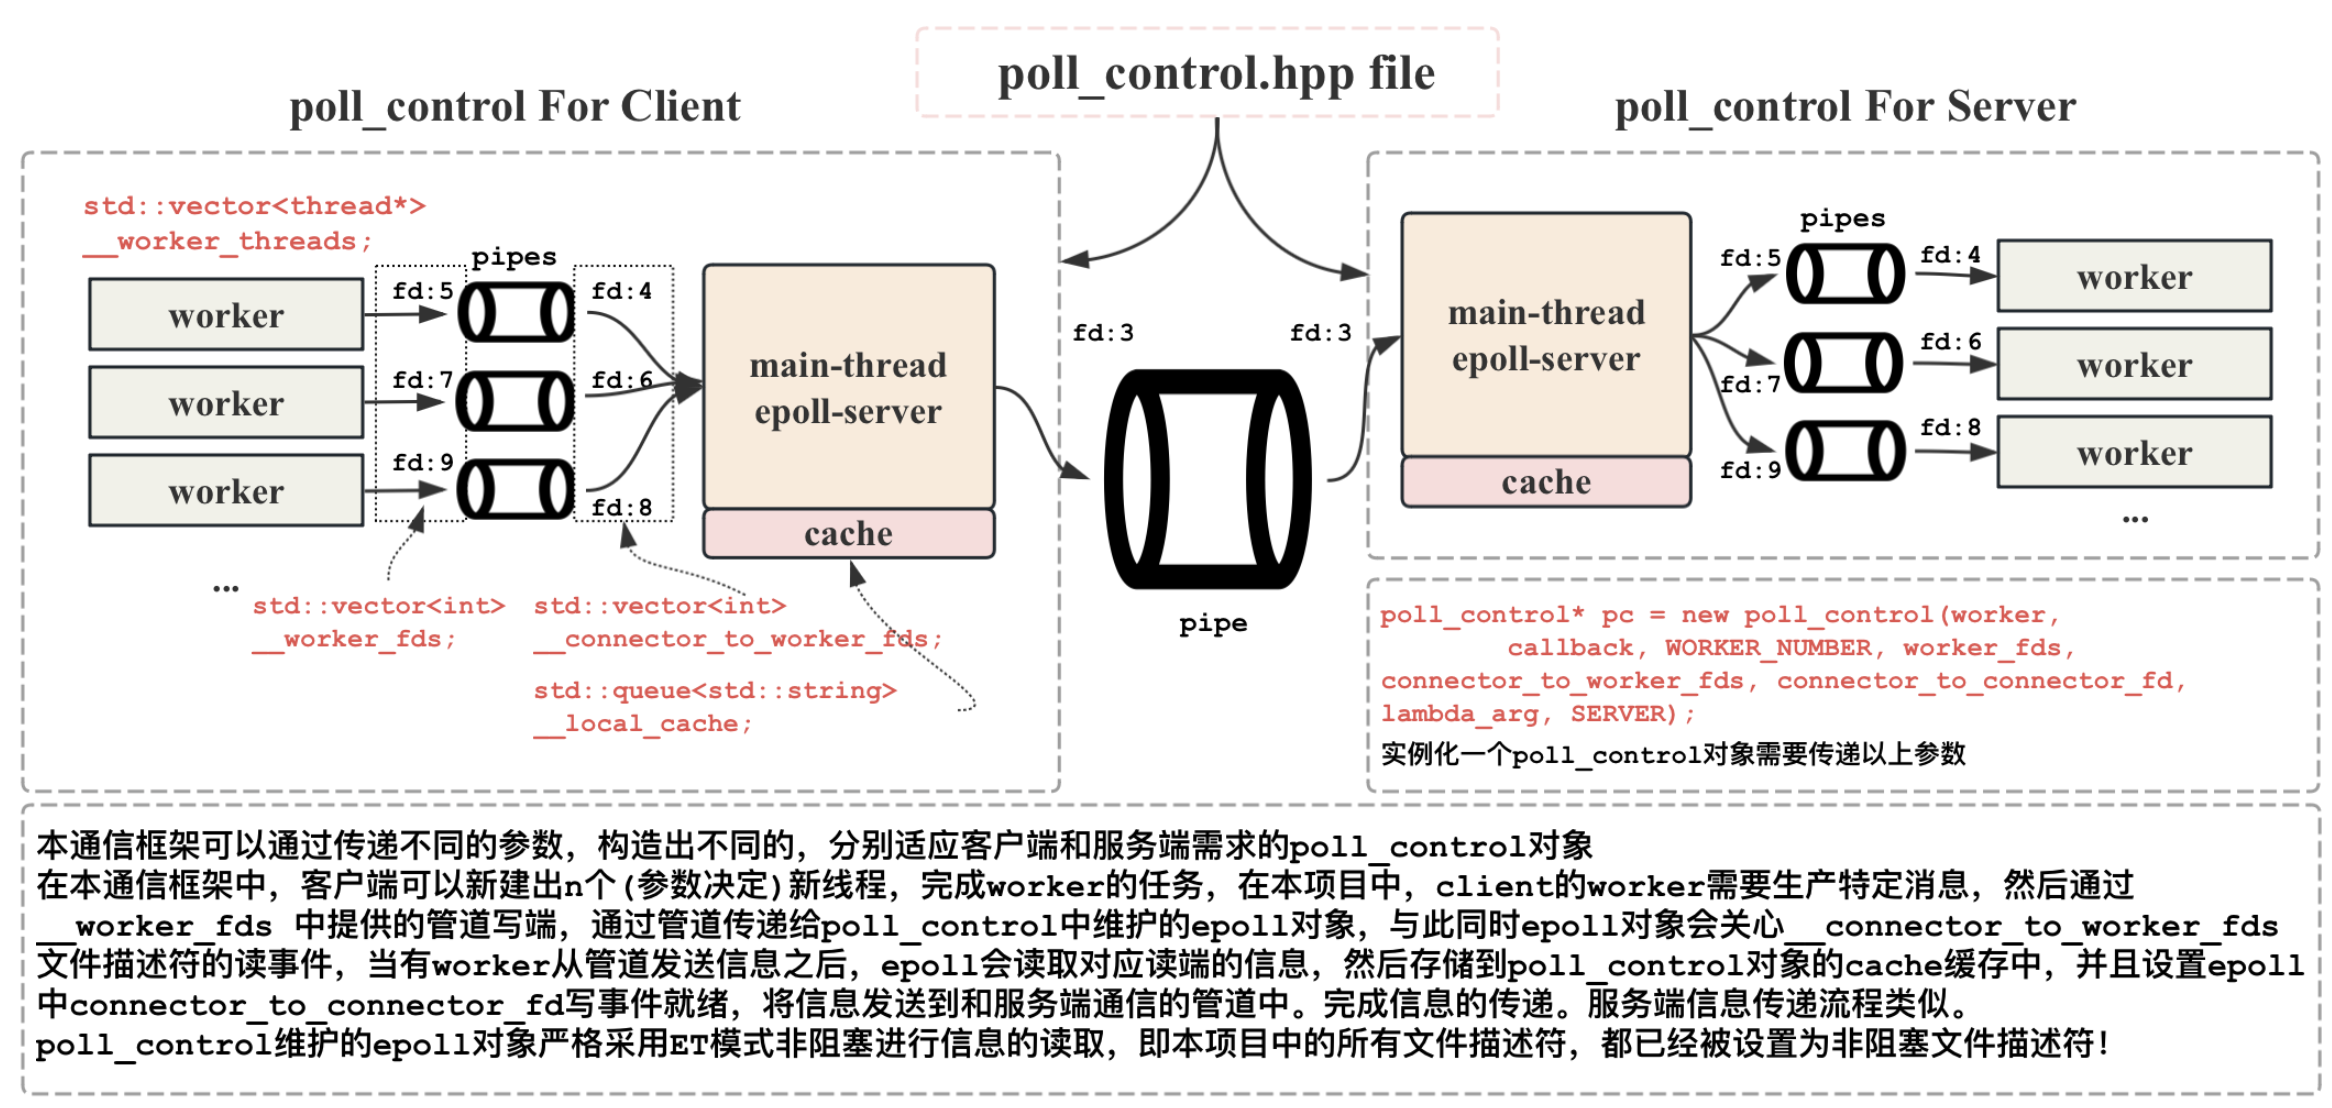 poll_control.hpp file
poll_control For Client
poll_control For Server
std::vector<thread*>
__worker_threads;
pipes
worker
worker
worker
...
fd:5
fd:7
fd:9
fd:4
fd:6
fd:8
main-thread
epoll-server
cache
std::vector<int>
__worker_fds;
std::vector<int>
__connector_to_worker_fds;
std::queue<std::string>
__local_cache;
fd:3
fd:3
pipe
main-thread
epoll-server
cache
pipes
fd:5
fd:7
fd:9
fd:4
fd:6
fd:8
worker
worker
worker
...
poll_control* pc = new poll_control(worker,
callback, WORKER_NUMBER, worker_fds,
connector_to_worker_fds, connector_to_connector_fd,
lambda_arg, SERVER);
实例化一个poll_control对象需要传递以上参数
本通信框架可以通过传递不同的参数，构造出不同的，分别适应客户端和服务端需求的poll_control对象
在本通信框架中，客户端可以新建出n个(参数决定)新线程，完成worker的任务，在本项目中，client的worker需要生产特定消息，然后通过
__worker_fds 中提供的管道写端，通过管道传递给poll_control中维护的epoll对象，与此同时epoll对象会关心__connector_to_worker_fds
文件描述符的读事件，当有worker从管道发送信息之后，epoll会读取对应读端的信息，然后存储到poll_control对象的cache缓存中，并且设置epoll
中connector_to_connector_fd写事件就绪，将信息发送到和服务端通信的管道中。完成信息的传递。服务端信息传递流程类似。
poll_control维护的epoll对象严格采用ET模式非阻塞进行信息的读取，即本项目中的所有文件描述符，都已经被设置为非阻塞文件描述符！